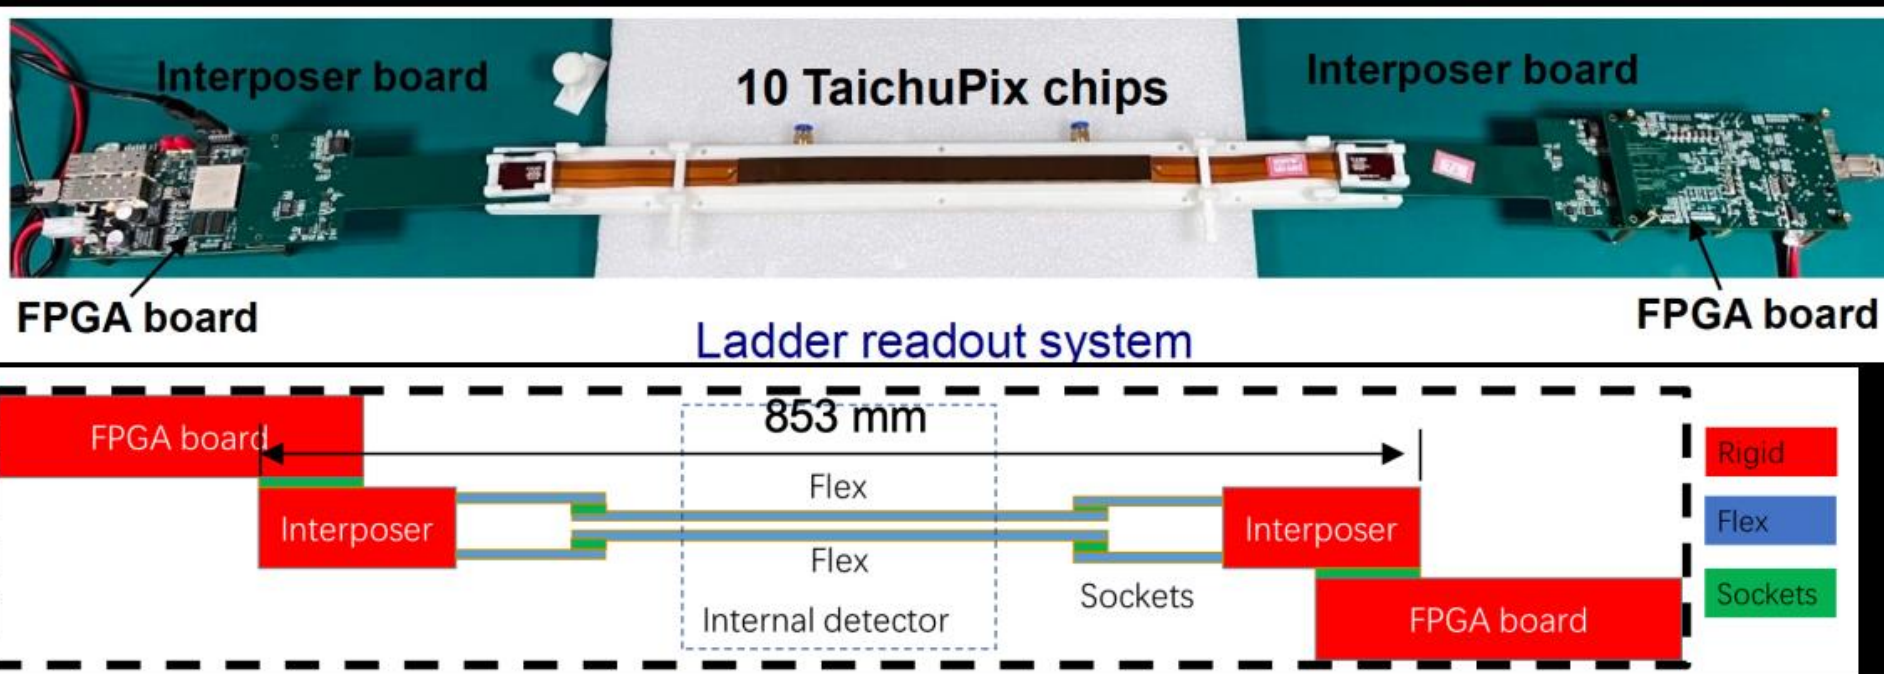 Interposer board
10 TaichuPix chips
Interposer board
FPGA board
FPGA board
Ladder readout system
853 mm
FPGA board
Flex
Interposer
Interposer
Flex
Sockets
Internal detector
FPGA board
Rigid
Flex
Sockets